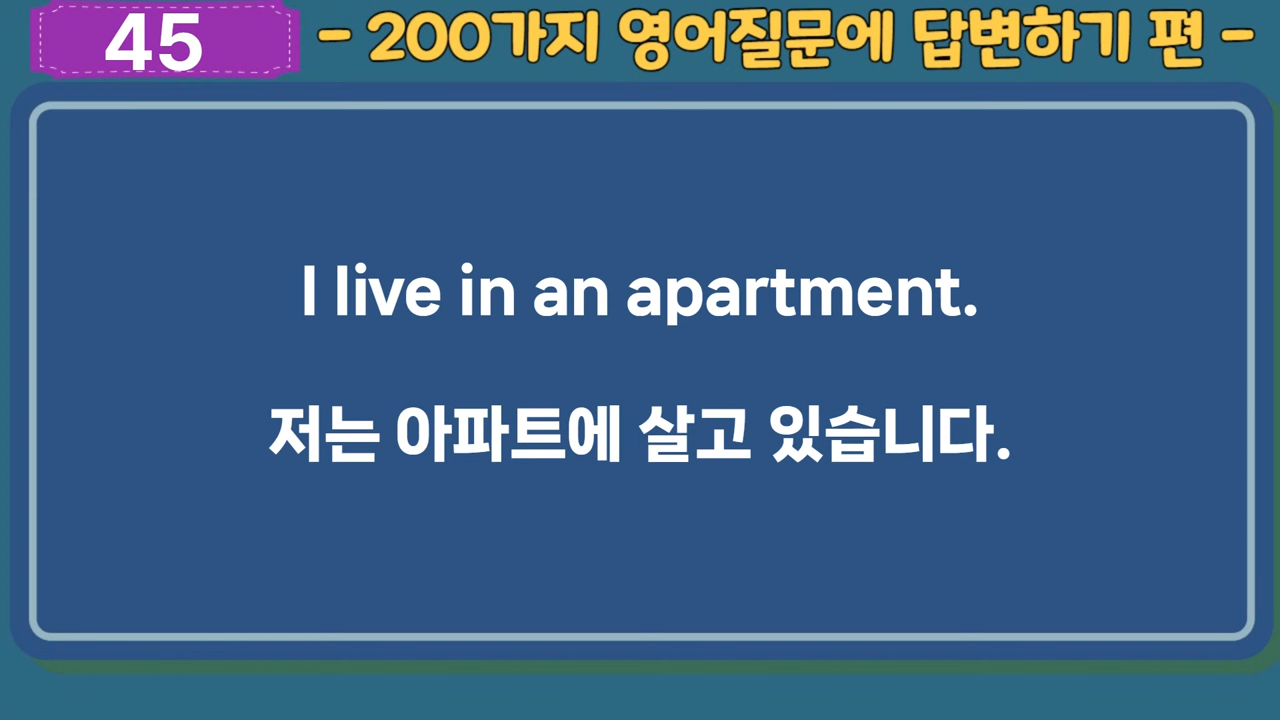 45
- 200가지 영어질문에 답변하기 편 -
I live in an apartment.
저는 아파트에 살고 있습니다.